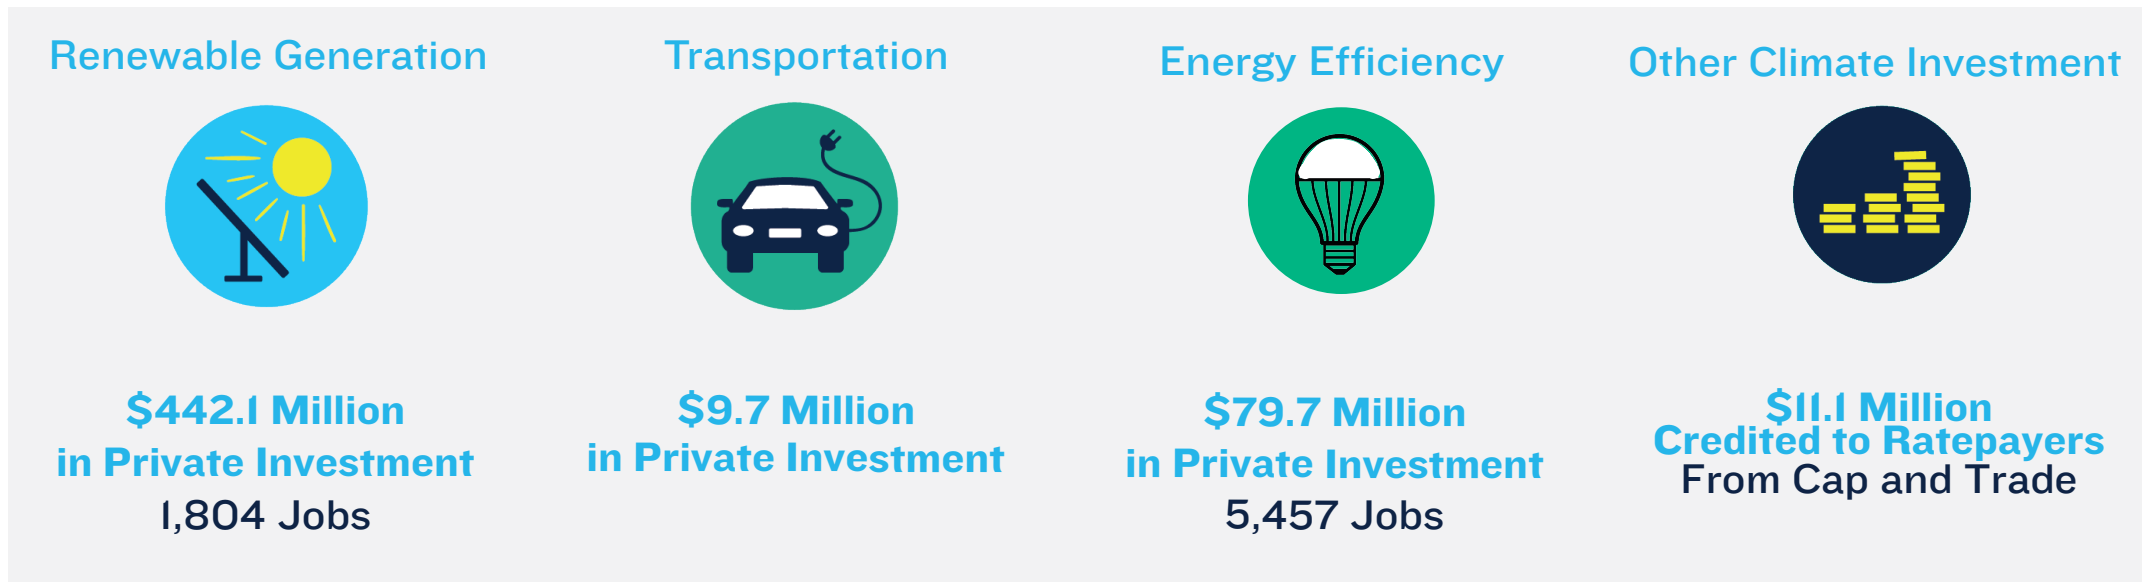 Renewable Generation
$442.1 Million
in Private Investment
1,804 Jobs
Transportation
$9.7 Million
in Private Investment
Energy Efficiency
$79.7 Million
in Private Investment
5,457 Jobs
Other Climate Investment
$11.1 Million
Credited to Ratepayers
From Cap and Trade